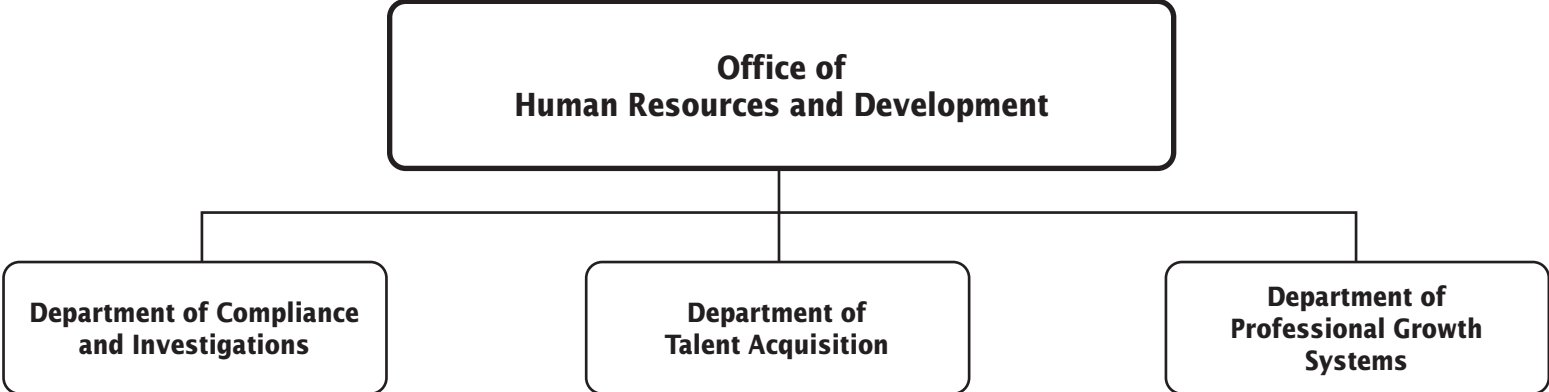 Office of
Human Resources and Development
Department of Compliance
and Investigations
Department of
Talent Acquisition
Department of
Professional Growth
Systems